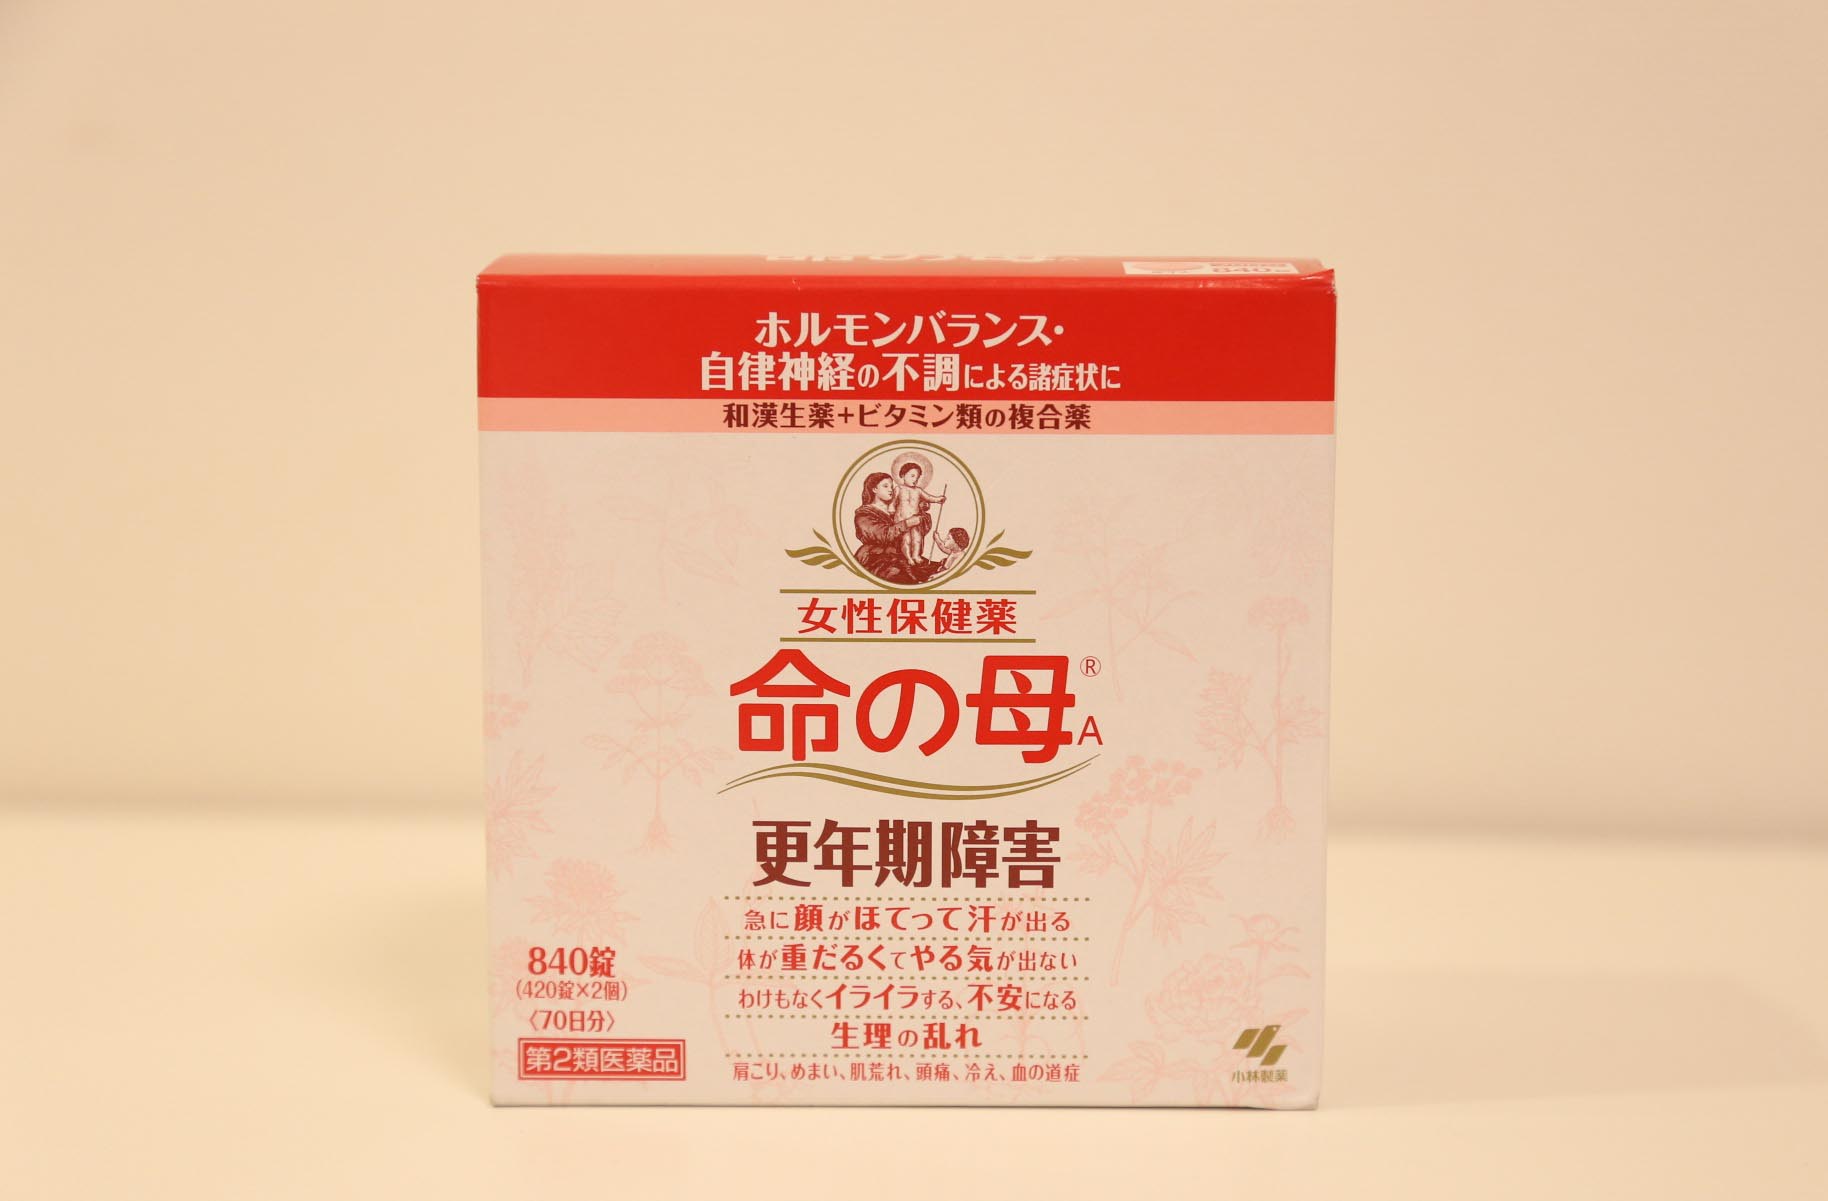 ホルモンバランス・
自律神経の不調による諸症状に
和漢生薬+ビタミン類の複合薬
女性保健薬
命の母®A
更年期障害
急に顔がほてって汗が出る
体が重だるくてやる気が出ない
わけもなくイライラする、不安になる
生理の乱れ
肩こり、めまい、肌荒れ、頭痛、冷え、血の道症
840錠
(420錠×2個)
〈70日分〉
第2類医薬品
小林製薬